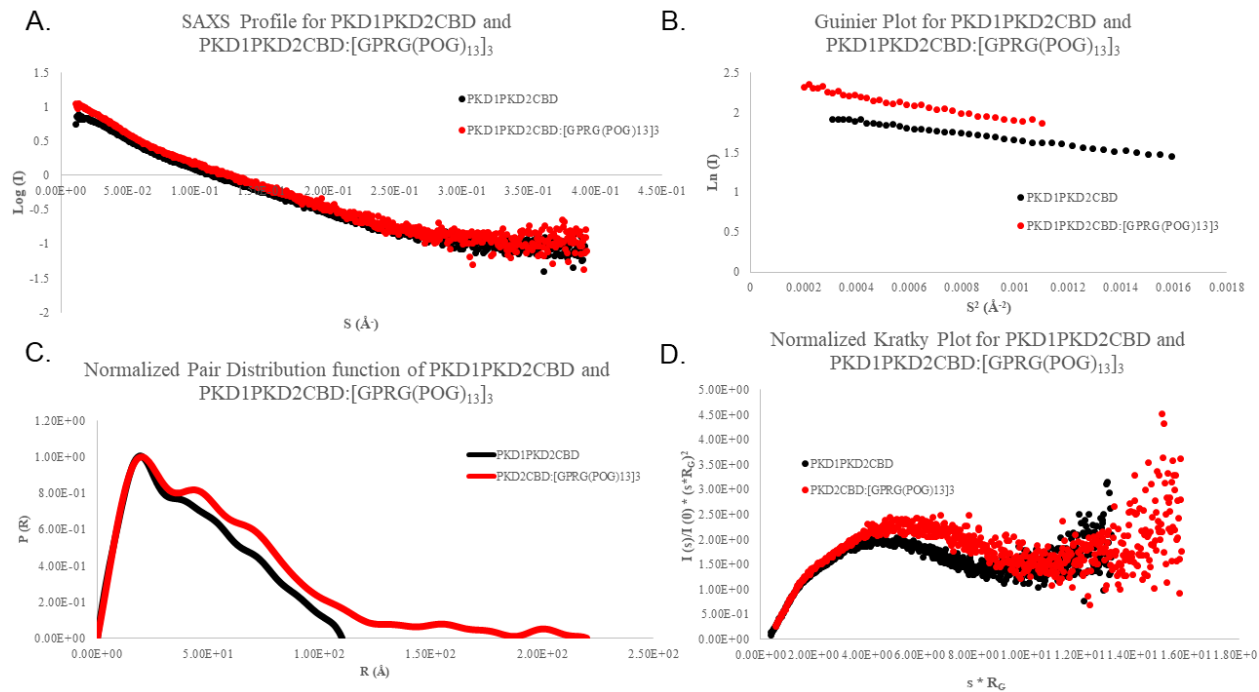 A.
SAXS Profile for PKD1PKD2CBD and
PKD1PKD2CBD:[GPRG(POG)₁₃]₃
1.5
1
0.5
0
-0.5
-1
-1.5
-2
0.00E+00 5.00E-02 1.00E-01 1.50E-01 2.00E-01 2.50E-01 3.00E-01 3.50E-01 4.00E-01 4.50E-01
Log (I)
S (Å-)
PKD1PKD2CBD
PKD1PKD2CBD:[GPRG(POG)13]3
B.
Guinier Plot for PKD1PKD2CBD and
PKD1PKD2CBD:[GPRG(POG)₁₃]₃
2.5
2
1.5
1
0.5
0
0 0.0002 0.0004 0.0006 0.0008 0.001 0.0012 0.0014 0.0016 0.0018
Ln (I)
S² (Å⁻²)
PKD1PKD2CBD
PKD1PKD2CBD:[GPRG(POG)13]3
C.
Normalized Pair Distribution function of PKD1PKD2CBD and
PKD1PKD2CBD:[GPRG(POG)₁₃]₃
1.20E+00
1.00E+00
8.00E-01
6.00E-01
4.00E-01
2.00E-01
0.00E+00
0.00E+00 5.00E+01 1.00E+02 1.50E+02 2.00E+02 2.50E+02
P (R)
R (Å)
PKD1PKD2CBD
PKD2CBD:[GPRG(POG)13]3
D.
Normalized Kratky Plot for PKD1PKD2CBD and
PKD1PKD2CBD:[GPRG(POG)₁₃]₃
5.00E+00
4.50E+00
4.00E+00
3.50E+00
3.00E+00
2.50E+00
2.00E+00
1.50E+00
1.00E+00
5.00E-01
0.00E+00
0.00E+00 2.00E+00 4.00E+00 6.00E+00 8.00E+00 1.00E+01 1.20E+01 1.40E+01 1.60E+01 1.80E+01
I (s)/I (0) * (s*R_G)²
s * R_G
PKD1PKD2CBD
PKD2CBD:[GPRG(POG)13]3